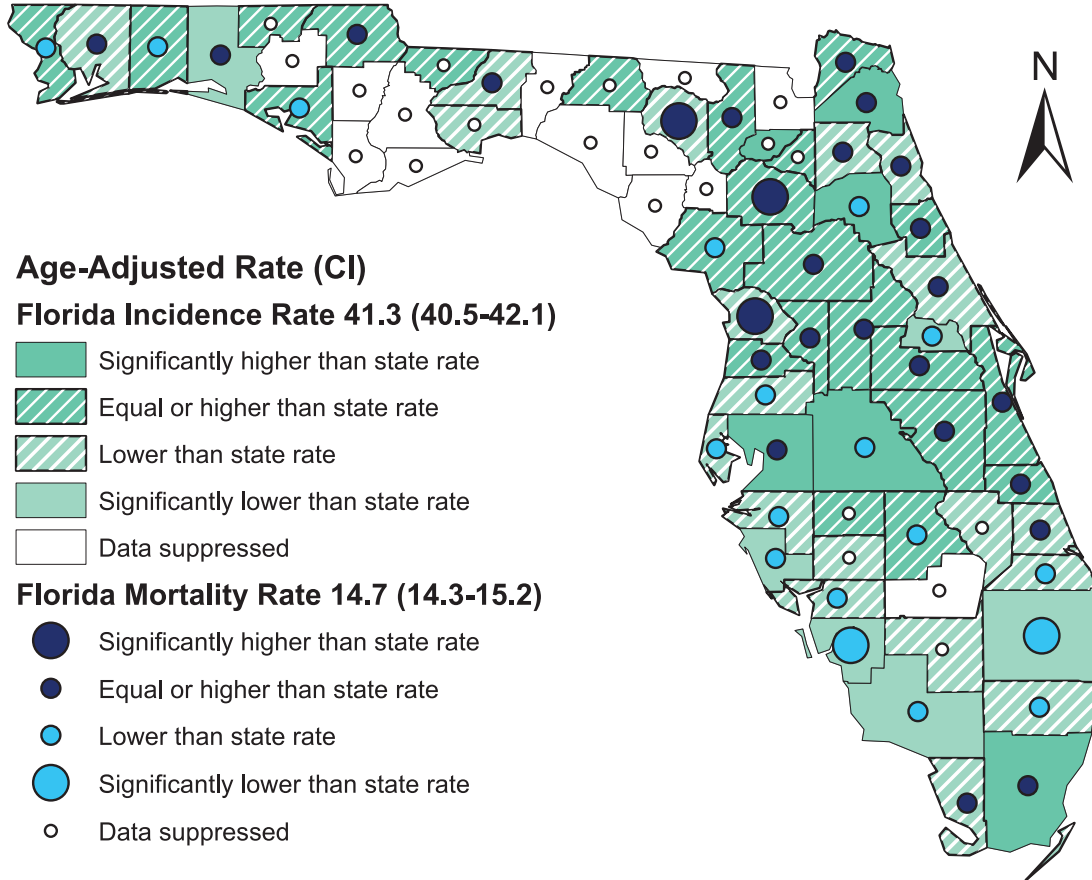 N
Age-Adjusted Rate (CI)
Florida Incidence Rate 41.3 (40.5-42.1)
Significantly higher than state rate
Equal or higher than state rate
Lower than state rate
Significantly lower than state rate
Data suppressed
Florida Mortality Rate 14.7 (14.3-15.2)
Significantly higher than state rate
Equal or higher than state rate
Lower than state rate
Significantly lower than state rate
Data suppressed